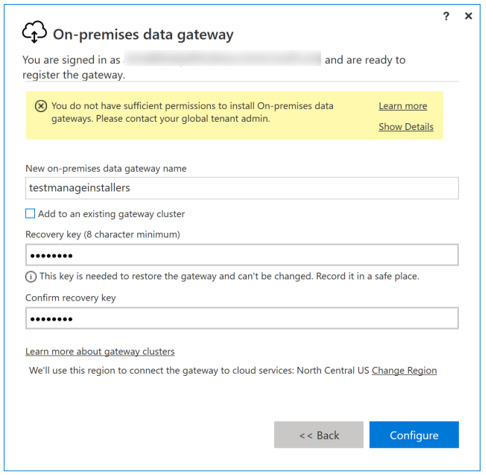 ? ×
On-premises data gateway
You are signed in as and are ready to
register the gateway.
You do not have sufficient permissions to install On-premises data
gateways. Please contact your global tenant admin.
Learn more
Show Details
New on-premises data gateway name
testmanageinstallers
Add to an existing gateway cluster
Recovery key (8 character minimum)
••••••••
This key is needed to restore the gateway and can't be changed. Record it in a safe place.
Confirm recovery key
••••••••
Learn more about gateway clusters
We'll use this region to connect the gateway to cloud services: North Central US Change Region
<< Back
Configure